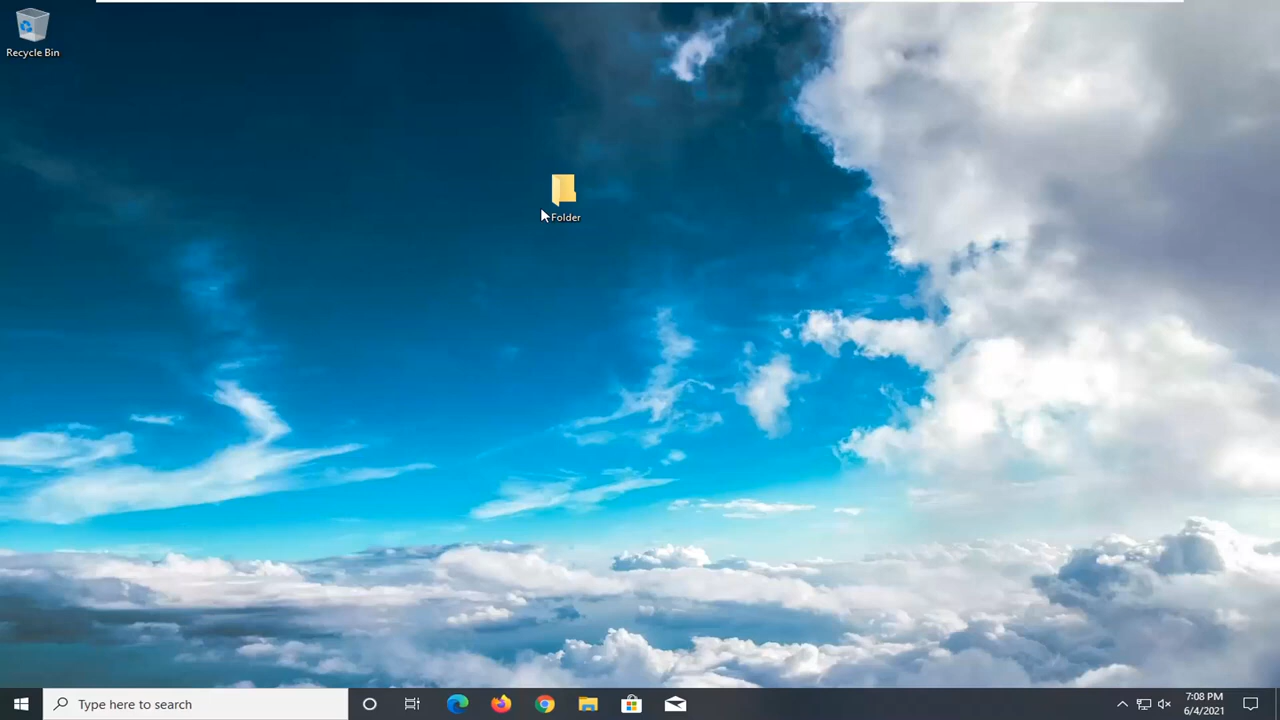 Recycle Bin
Folder
Type here to search
7:08 PM
6/4/2021